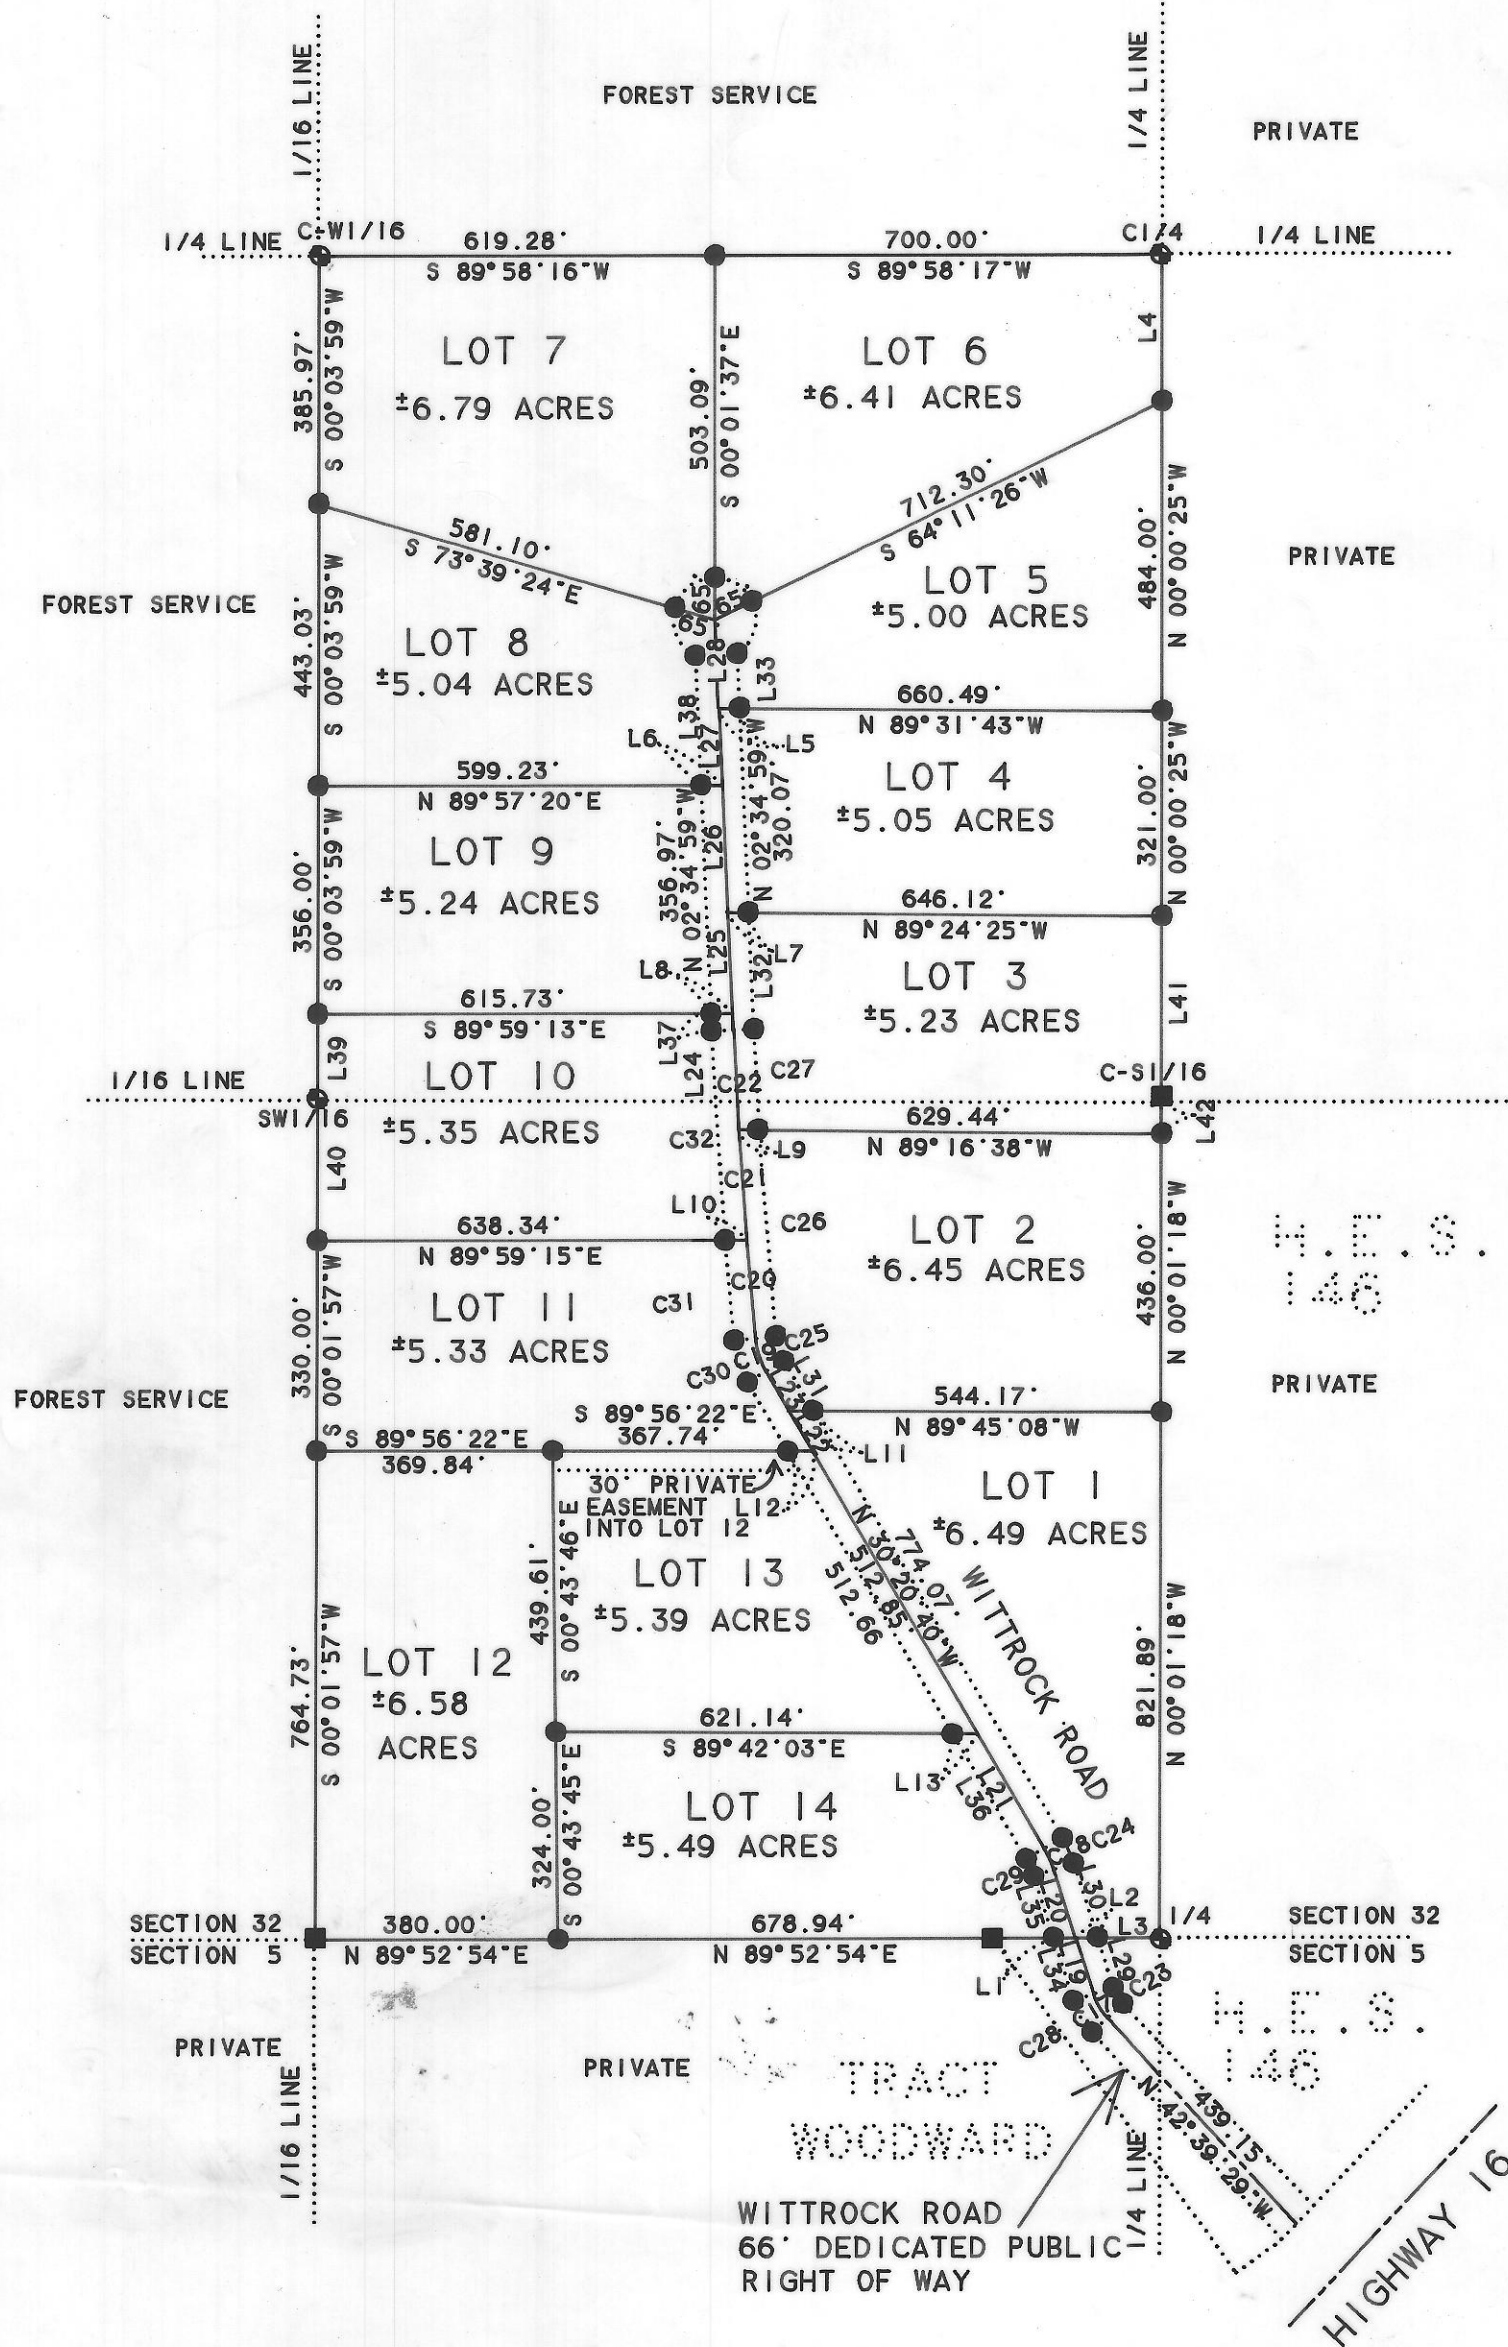 1/16 LINE
FOREST SERVICE
1/4 LINE
PRIVATE
1/4 LINE
C-W1/16
619.28'
700.00'
C1/4
1/4 LINE
S 89°58'16"W
S 89°58'17"W
385.97'
S 00°03'59"W
LOT 7
±6.79 ACRES
503.09'
S 00°01'37"E
LOT 6
±6.41 ACRES
L4
712.30'
S 64°11'26"W
581.10'
S 73°39'24"E
FOREST SERVICE
443.03'
S 00°03'59"W
LOT 8
±5.04 ACRES
65'
65'
65'
L28
L33
LOT 5
±5.00 ACRES
484.00'
N 00°00'25"W
PRIVATE
660.49'
N 89°31'43"W
L38
L6
L27
L5
599.23'
N 89°57'20"E
356.00'
S 00°03'59"W
LOT 9
±5.24 ACRES
356.97'
N 02°34'59"W
L26
N 02°34'59"W
320.07'
LOT 4
±5.05 ACRES
321.00'
N 00°00'25"W
646.12'
N 89°24'25"W
L25
L8
L7
L32
LOT 3
±5.23 ACRES
L41
615.73'
S 89°59'13"E
L39
L37
L24
LOT 10
±5.35 ACRES
1/16 LINE
SW1/16
C22
C27
C-S1/16
L42
629.44'
N 89°16'38"W
C32
L9
L40
C21
L10
C26
638.34'
N 89°59'15"E
LOT 2
±6.45 ACRES
436.00'
N 00°01'18"W
H.E.S.
146
C20
C31
LOT 11
±5.33 ACRES
330.00'
S 00°01'57"W
C25
C19
C30
L31
L23
FOREST SERVICE
PRIVATE
544.17'
N 89°45'08"W
S 89°56'22"E
367.74'
S 89°56'22"E
369.84'
L22
L11
30' PRIVATE
EASEMENT L12
INTO LOT 12
LOT 1
±6.49 ACRES
439.61'
S 00°43'46"E
LOT 13
±5.39 ACRES
774.07'
N 30°20'40"W
512.85'
512.66
WITTROCK ROAD
764.73'
S 00°01'57"W
LOT 12
±6.58
ACRES
821.89'
N 00°01'18"W
621.14'
S 89°42'03"E
L13
L21
L36
324.00'
S 00°43'45"E
LOT 14
±5.49 ACRES
C18
C24
C29
L30
L35
L20
L2
L3
1/4
SECTION 32
380.00'
678.94'
SECTION 32
SECTION 5
N 89°52'54"E
N 89°52'54"E
SECTION 5
L1
L34
L19
L29
C23
C28
H.E.S.
146
PRIVATE
PRIVATE
TRACT
WOODWARD
1/16 LINE
1/4 LINE
439.15'
N 42°39'29"W
WITTROCK ROAD
66' DEDICATED PUBLIC
RIGHT OF WAY
HIGHWAY 16